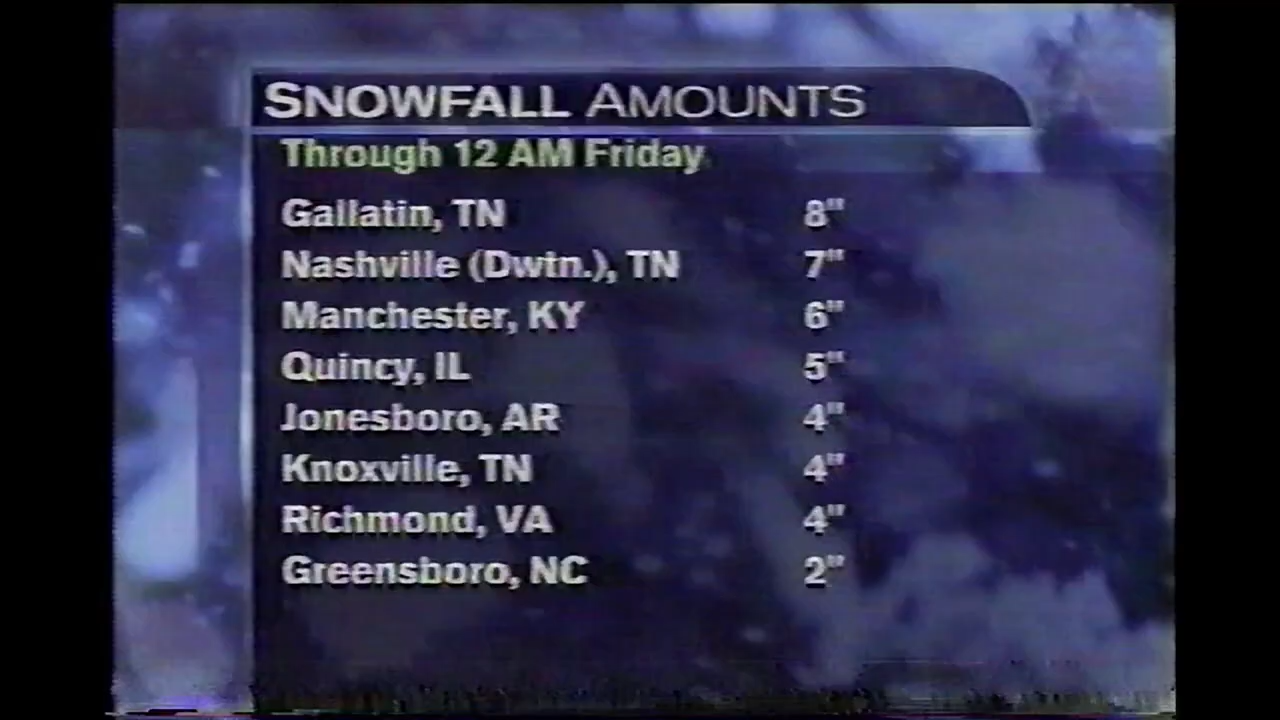 SNOWFALL AMOUNTS
Through 12 AM Friday
Gallatin, TN 8"
Nashville (Dwtn.), TN 7"
Manchester, KY 6"
Quincy, IL 5"
Jonesboro, AR 4"
Knoxville, TN 4"
Richmond, VA 4"
Greensboro, NC 2"